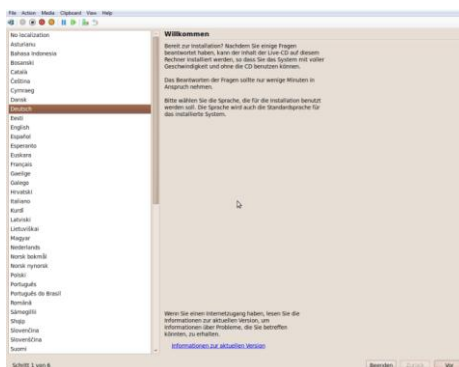 File Action Media Clipboard View Help
No localization
Asturianu
Bahasa Indonesia
Bosanski
Català
Čeština
Cymraeg
Dansk
Deutsch
Eesti
English
Español
Esperanto
Euskara
Français
Gaeilge
Galego
Hrvatski
Italiano
Kurdî
Latviski
Lietuviškai
Magyar
Nederlands
Norsk bokmål
Norsk nynorsk
Polski
Português
Português do Brasil
Română
Sámegillii
Shqip
Slovenčina
Slovenščina
Suomi
Willkommen
Bereit zur Installation? Nachdem Sie einige Fragen
beantwortet haben, kann der Inhalt der Live-CD auf diesem
Rechner installiert werden, so dass Sie das System mit voller
Geschwindigkeit und ohne die CD benutzen können.
Das Beantworten der Fragen sollte nur wenige Minuten in
Anspruch nehmen.
Bitte wählen Sie die Sprache, die für die Installation benutzt
werden soll. Die Sprache wird auch die Standardsprache für
das installierte System.
Wenn Sie einen Internetzugang haben, lesen Sie die
Informationen zur aktuellen Version, um
Informationen über Probleme, die Sie betreffen
könnten, zu erhalten.
Informationen zur aktuellen Version
Schritt 1 von 6
Beenden Zurück Vor